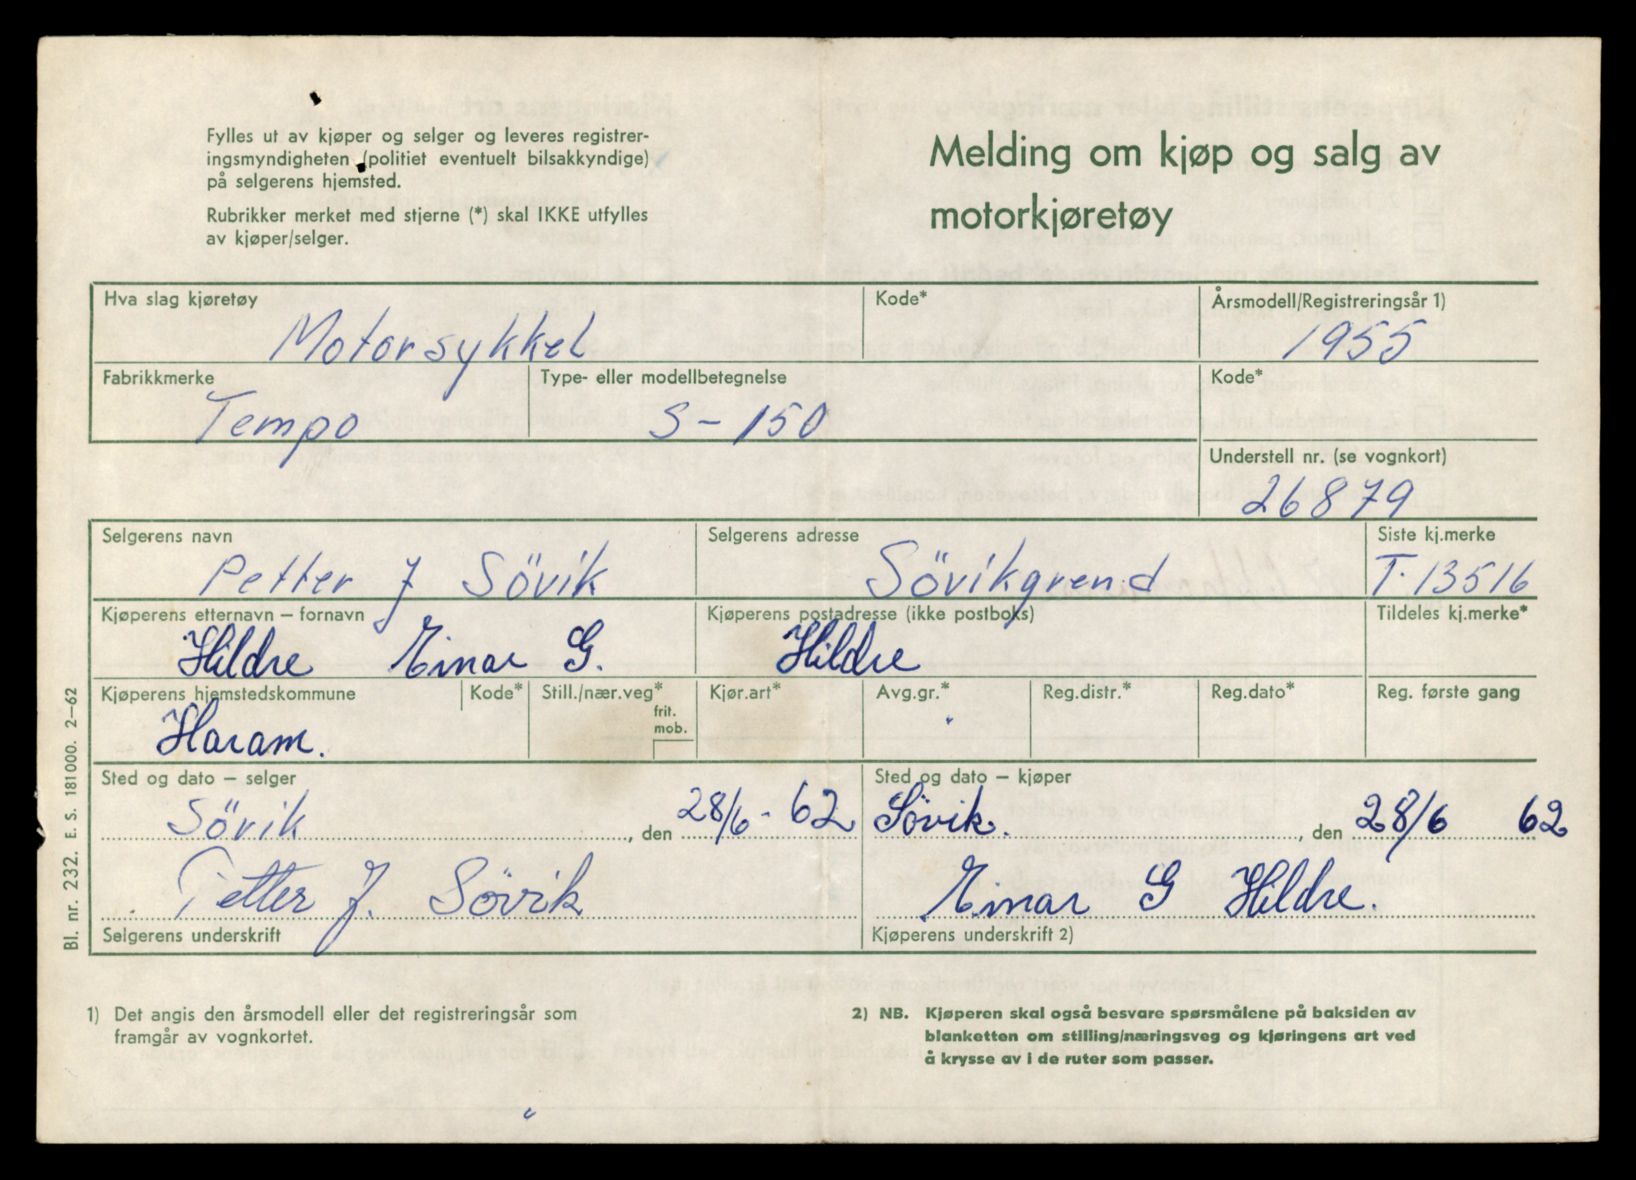 Fylles ut av kjøper og selger og leveres registrer-
ingsmyndigheten (politiet eventuelt bilsakkyndige)
på selgerens hjemsted.
Rubrikker merket med stjerne (*) skal IKKE utfylles
av kjøper/selger.
Melding om kjøp og salg av
motorkjøretøy
Hva slag kjøretøy
Kode*
Årsmodell/Registreringsår 1)
Motorsykkel
1955
Fabrikkmerke
Type- eller modellbetegnelse
Kode*
Tempo
S-150
Understell nr. (se vognkort)
26879
Selgerens navn
Selgerens adresse
Siste kj.merke
Petter J Sövik
Sövikgrend
T-13516
Kjøperens etternavn – fornavn
Kjøperens postadresse (ikke postboks)
Tildeles kj.merke*
Hildre Einar G.
Hildre
Kjøperens hjemstedskommune
Kode*
Still./nær.veg*
frit.
mob.
Kjør.art*
Avg.gr.*
Reg.distr.*
Reg.dato*
Reg. første gang
Haram.
Sted og dato – selger
Sted og dato – kjøper
Sövik, den 28/6 - 62
Søvik., den 28/6 62
Petter J. Sövik
Einar G Hildre.
Selgerens underskrift
Kjøperens underskrift 2)
Bl. nr. 232. E. S. 181000. 2—62
1) Det angis den årsmodell eller det registreringsår som
framgår av vognkortet.
2) NB. Kjøperen skal også besvare spørsmålene på baksiden av
blanketten om stilling/næringsveg og kjøringens art ved
å krysse av i de ruter som passer.